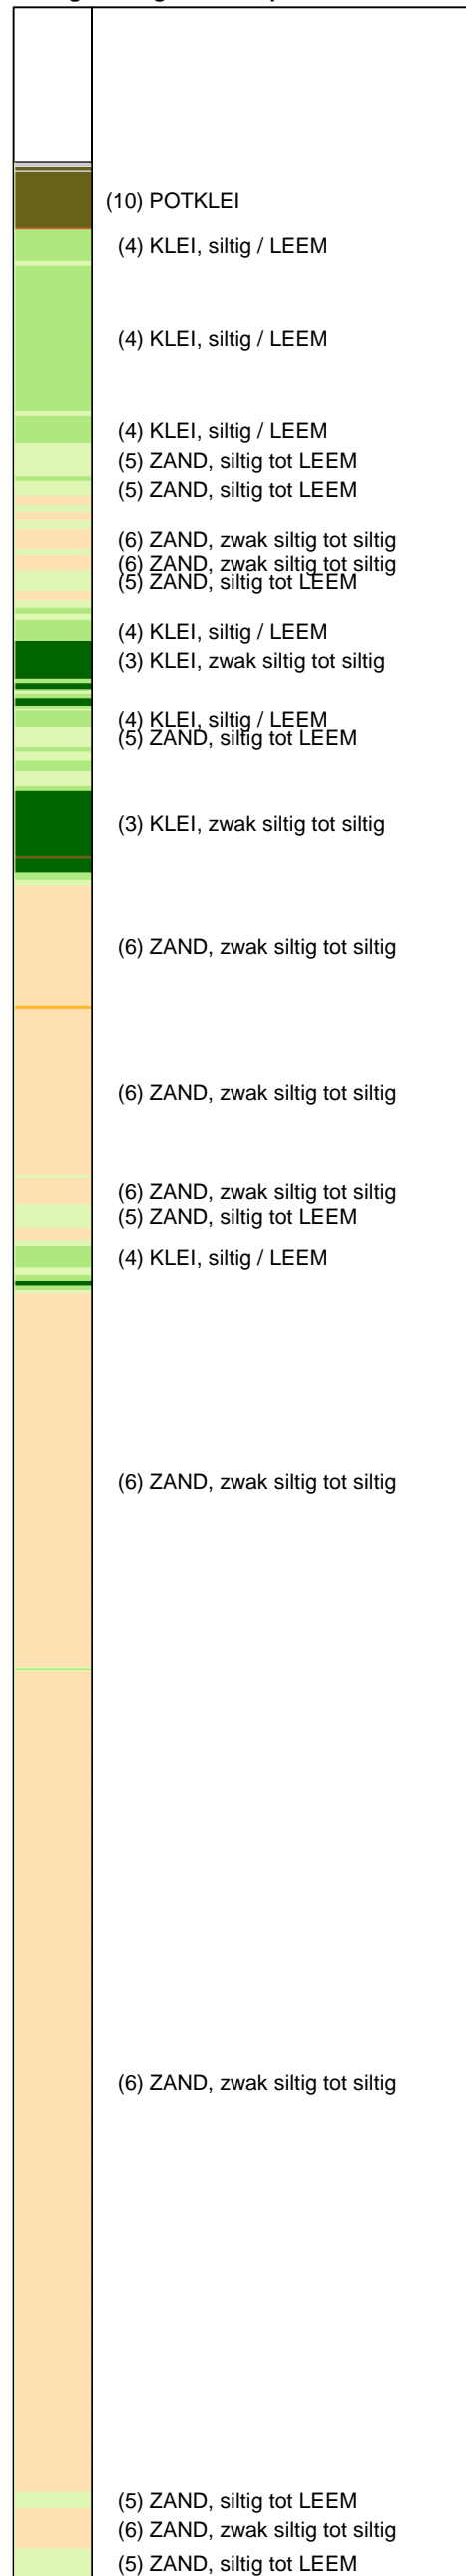 (10) POTKLEI
(4) KLEI, siltig / LEEM
(4) KLEI, siltig / LEEM
(4) KLEI, siltig / LEEM
(5) ZAND, siltig tot LEEM
(5) ZAND, siltig tot LEEM
(6) ZAND, zwak siltig tot siltig
(6) ZAND, zwak siltig tot siltig
(5) ZAND, siltig tot LEEM
(4) KLEI, siltig / LEEM
(3) KLEI, zwak siltig tot siltig
(4) KLEI, siltig / LEEM
(5) ZAND, siltig tot LEEM
(3) KLEI, zwak siltig tot siltig
(6) ZAND, zwak siltig tot siltig
(6) ZAND, zwak siltig tot siltig
(6) ZAND, zwak siltig tot siltig
(5) ZAND, siltig tot LEEM
(4) KLEI, siltig / LEEM
(6) ZAND, zwak siltig tot siltig
(6) ZAND, zwak siltig tot siltig
(5) ZAND, siltig tot LEEM
(6) ZAND, zwak siltig tot siltig
(5) ZAND, siltig tot LEEM